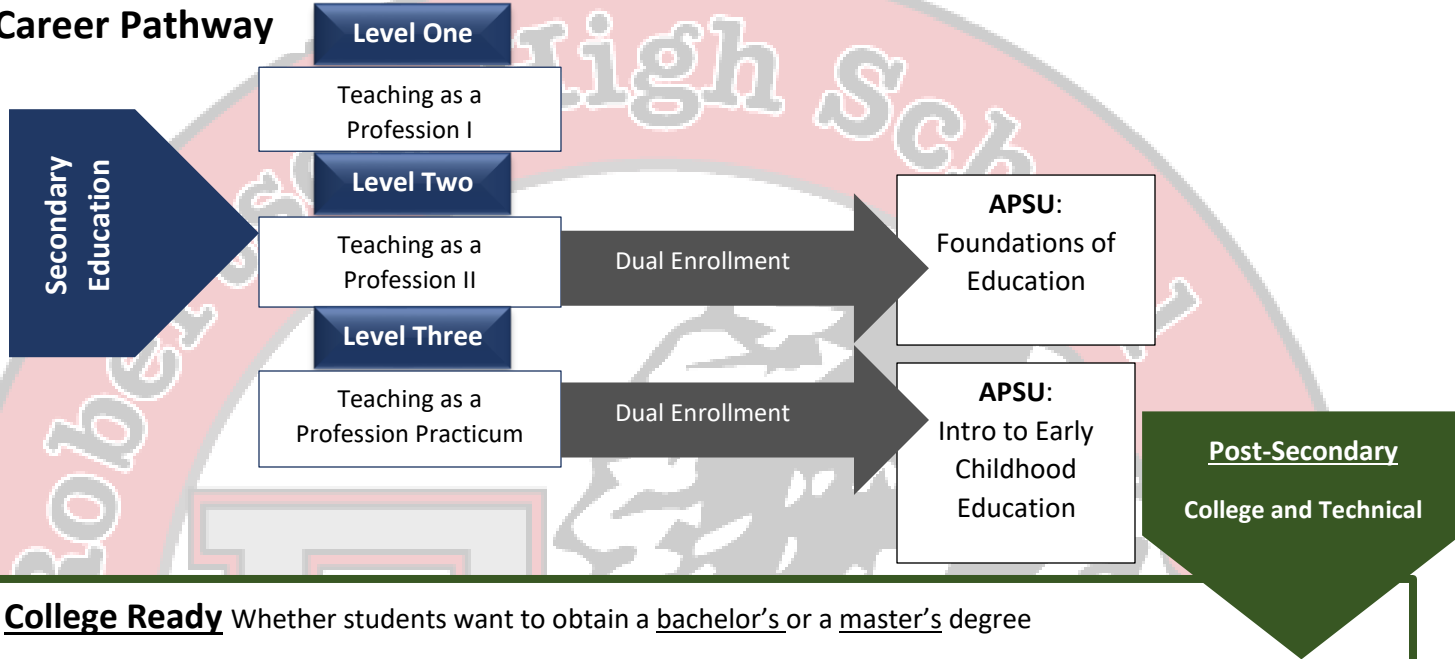 Career Pathway
Level One
Teaching as a
Profession I
Secondary
Education
Level Two
Teaching as a
Profession II
Dual Enrollment
APSU:
Foundations of
Education
Level Three
Teaching as a
Profession Practicum
Dual Enrollment
APSU:
Intro to Early
Childhood
Education
Post-Secondary
College and Technical
College Ready Whether students want to obtain a bachelor's or a master's degree
High